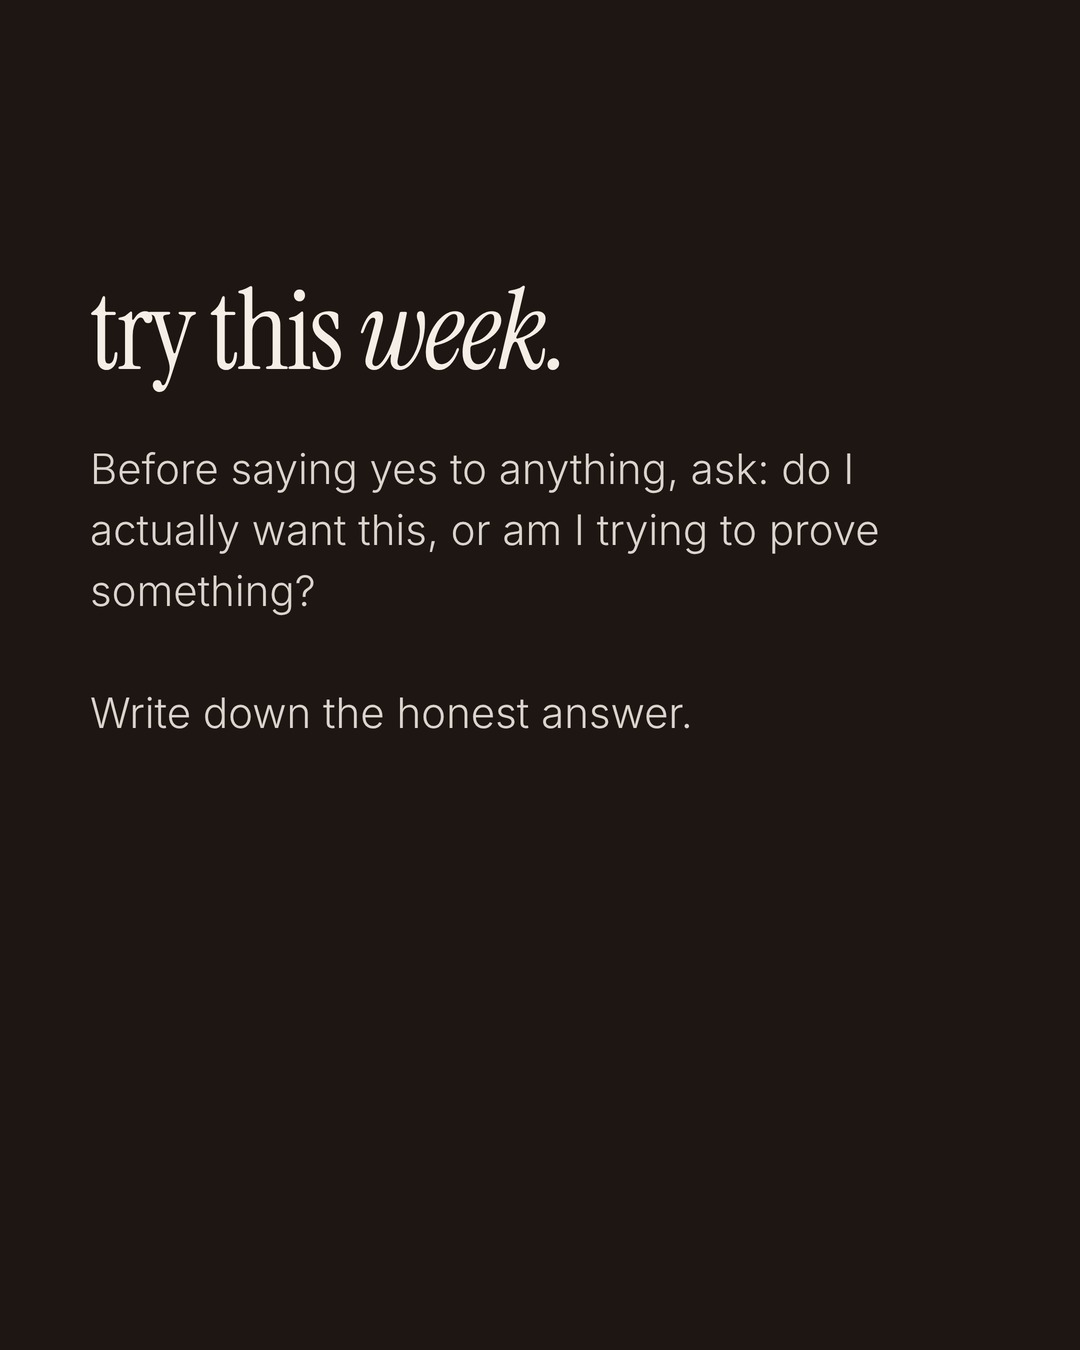 try this week.
Before saying yes to anything, ask: do I
actually want this, or am I trying to prove
something?
Write down the honest answer.